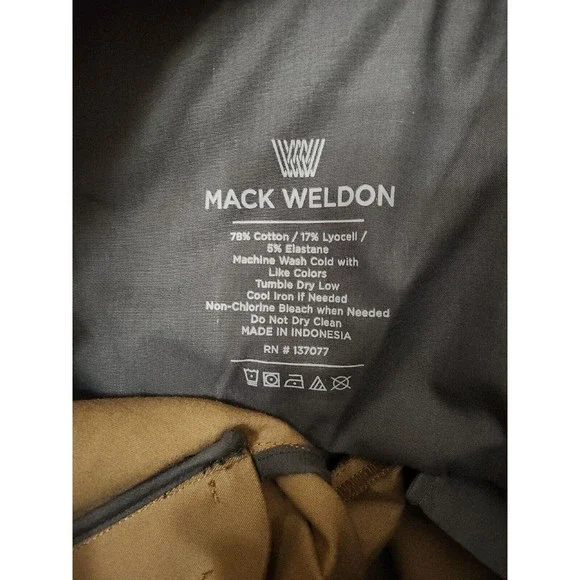 MACK WELDON
78% Cotton / 17% Lyocell /
5% Elastane
Machine Wash Cold with
Like Colors
Tumble Dry Low
Cool Iron if Needed
Non-Chlorine Bleach when Needed
Do Not Dry Clean
MADE IN INDONESIA
RN # 137077